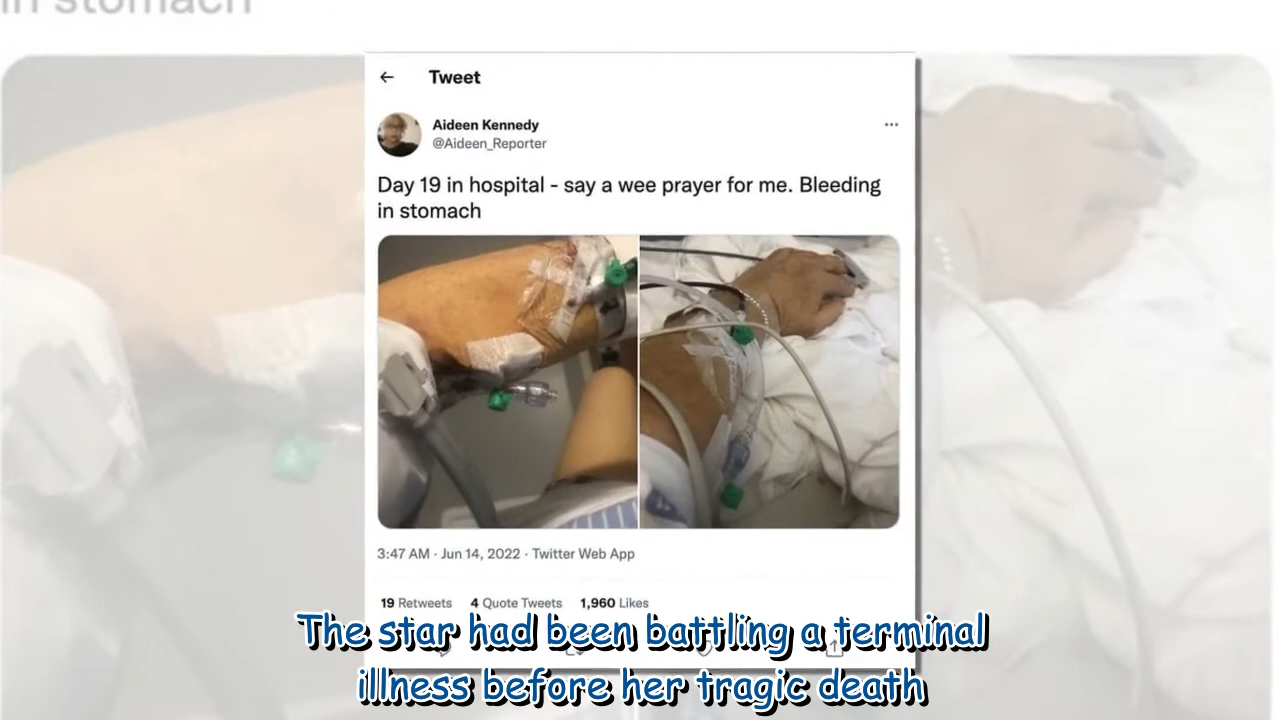 in stomach
Tweet
Aideen Kennedy
@Aideen_Reporter
Day 19 in hospital - say a wee prayer for me. Bleeding
in stomach
3:47 AM · Jun 14, 2022 · Twitter Web App
19 Retweets 4 Quote Tweets 1,960 Likes
The star had been battling a terminal
illness before her tragic death